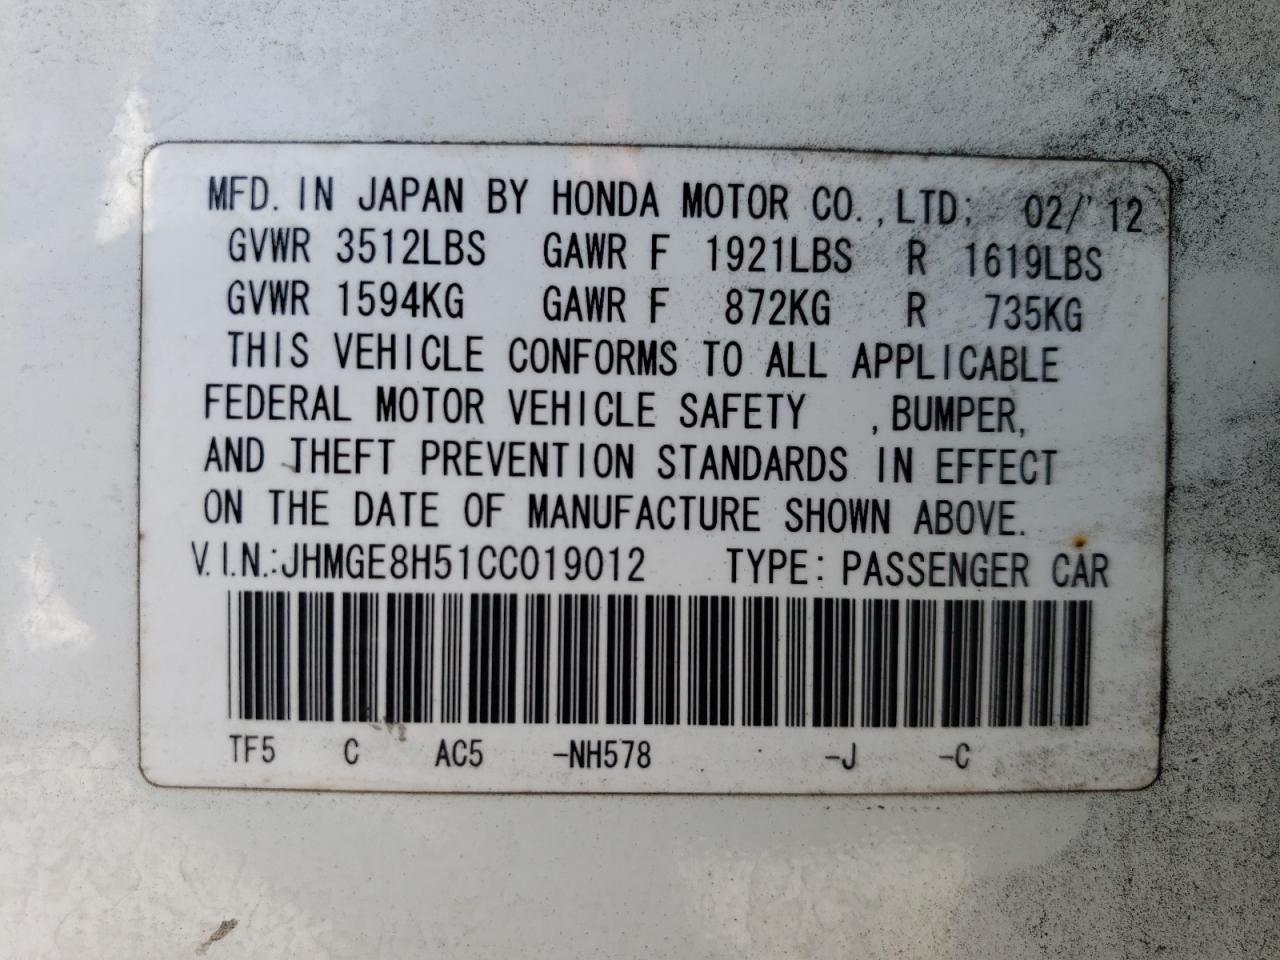 MFD. IN JAPAN BY HONDA MOTOR CO., LTD; 02/'12
GVWR 3512LBS GAWR F 1921LBS R 1619LBS
GVWR 1594KG GAWR F 872KG R 735KG
THIS VEHICLE CONFORMS TO ALL APPLICABLE
FEDERAL MOTOR VEHICLE SAFETY , BUMPER,
AND THEFT PREVENTION STANDARDS IN EFFECT
ON THE DATE OF MANUFACTURE SHOWN ABOVE.
V.I.N.:JHMGE8H51CC019012 TYPE: PASSENGER CAR
TF5 C AC5 -NH578 -J -C